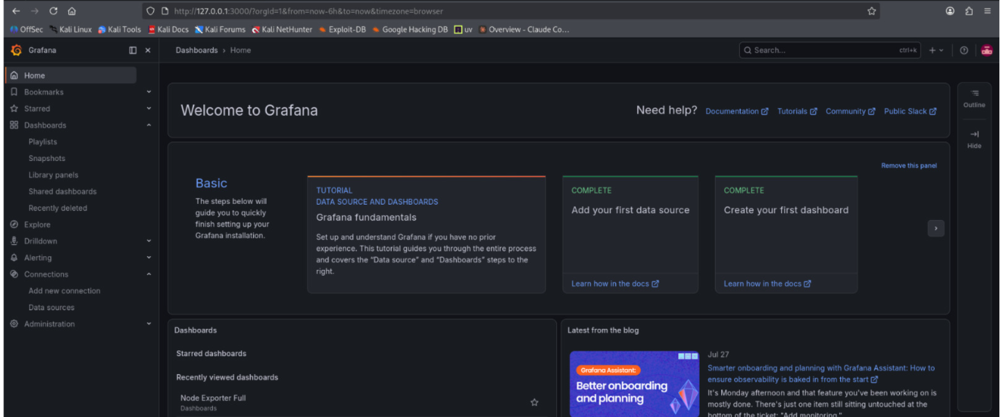 http://127.0.0.1:3000/?orgId=1&from=now-6h&to=now&timezone=browser
OffSec Kali Linux Kali Tools Kali Docs Kali Forums Kali NetHunter Exploit-DB Google Hacking DB uv Overview - Claude Co...
Grafana
Dashboards › Home
Search... ctrl+k
Home
Bookmarks
Starred
Dashboards
Playlists
Snapshots
Library panels
Shared dashboards
Recently deleted
Explore
Drilldown
Alerting
Connections
Add new connection
Data sources
Administration
Welcome to Grafana
Need help? Documentation Tutorials Community Public Slack
Outline
Hide
Remove this panel
Basic
The steps below will
guide you to quickly
finish setting up your
Grafana installation.
TUTORIAL
DATA SOURCE AND DASHBOARDS
Grafana fundamentals
Set up and understand Grafana if you have no prior
experience. This tutorial guides you through the entire process
and covers the "Data source" and "Dashboards" steps to the
right.
COMPLETE
Add your first data source
Learn how in the docs
COMPLETE
Create your first dashboard
Learn how in the docs
Dashboards
Starred dashboards
Recently viewed dashboards
Node Exporter Full
Dashboards
Latest from the blog
Grafana Assistant:
Better onboarding
and planning
Jul 27
Smarter onboarding and planning with Grafana Assistant: How to
ensure observability is baked in from the start
It's Monday afternoon and that feature you've been working on is
mostly done. There's just one item still sitting untouched at the
bottom of the ticket: "Add monitoring."